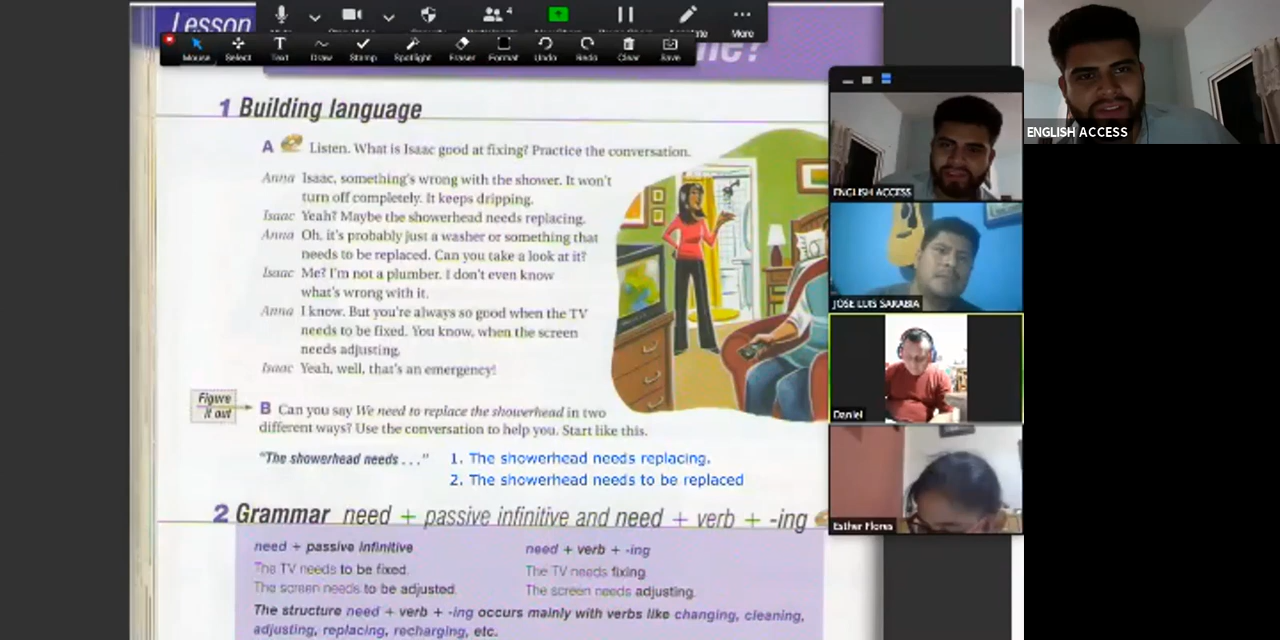 Lesson
4
More
Mouse Select Text Draw Stamp Spotlight Eraser Format Undo Redo Clear Save
me?
1 Building language
A Listen. What is Isaac good at fixing? Practice the conversation.
Anna Isaac, something's wrong with the shower. It won't
turn off completely. It keeps dripping.
Isaac Yeah? Maybe the showerhead needs replacing.
Anna Oh, it's probably just a washer or something that
needs to be replaced. Can you take a look at it?
Isaac Me? I'm not a plumber. I don't even know
what's wrong with it.
Anna I know. But you're always so good when the TV
needs to be fixed. You know, when the screen
needs adjusting.
Isaac Yeah, well, that's an emergency!
Figure
it out
B Can you say We need to replace the showerhead in two
different ways? Use the conversation to help you. Start like this.
"The showerhead needs . . ."
1. The showerhead needs replacing.
2. The showerhead needs to be replaced
2 Grammar need + passive infinitive and need + verb + -ing
need + passive infinitive
The TV needs to be fixed.
The screen needs to be adjusted.
need + verb + -ing
The TV needs fixing
The screen needs adjusting.
The structure need + verb + -ing occurs mainly with verbs like changing, cleaning,
adjusting, replacing, recharging, etc.
ENGLISH ACCESS
JOSE LUIS SARABIA
Daniel
Esther Flores
ENGLISH ACCESS